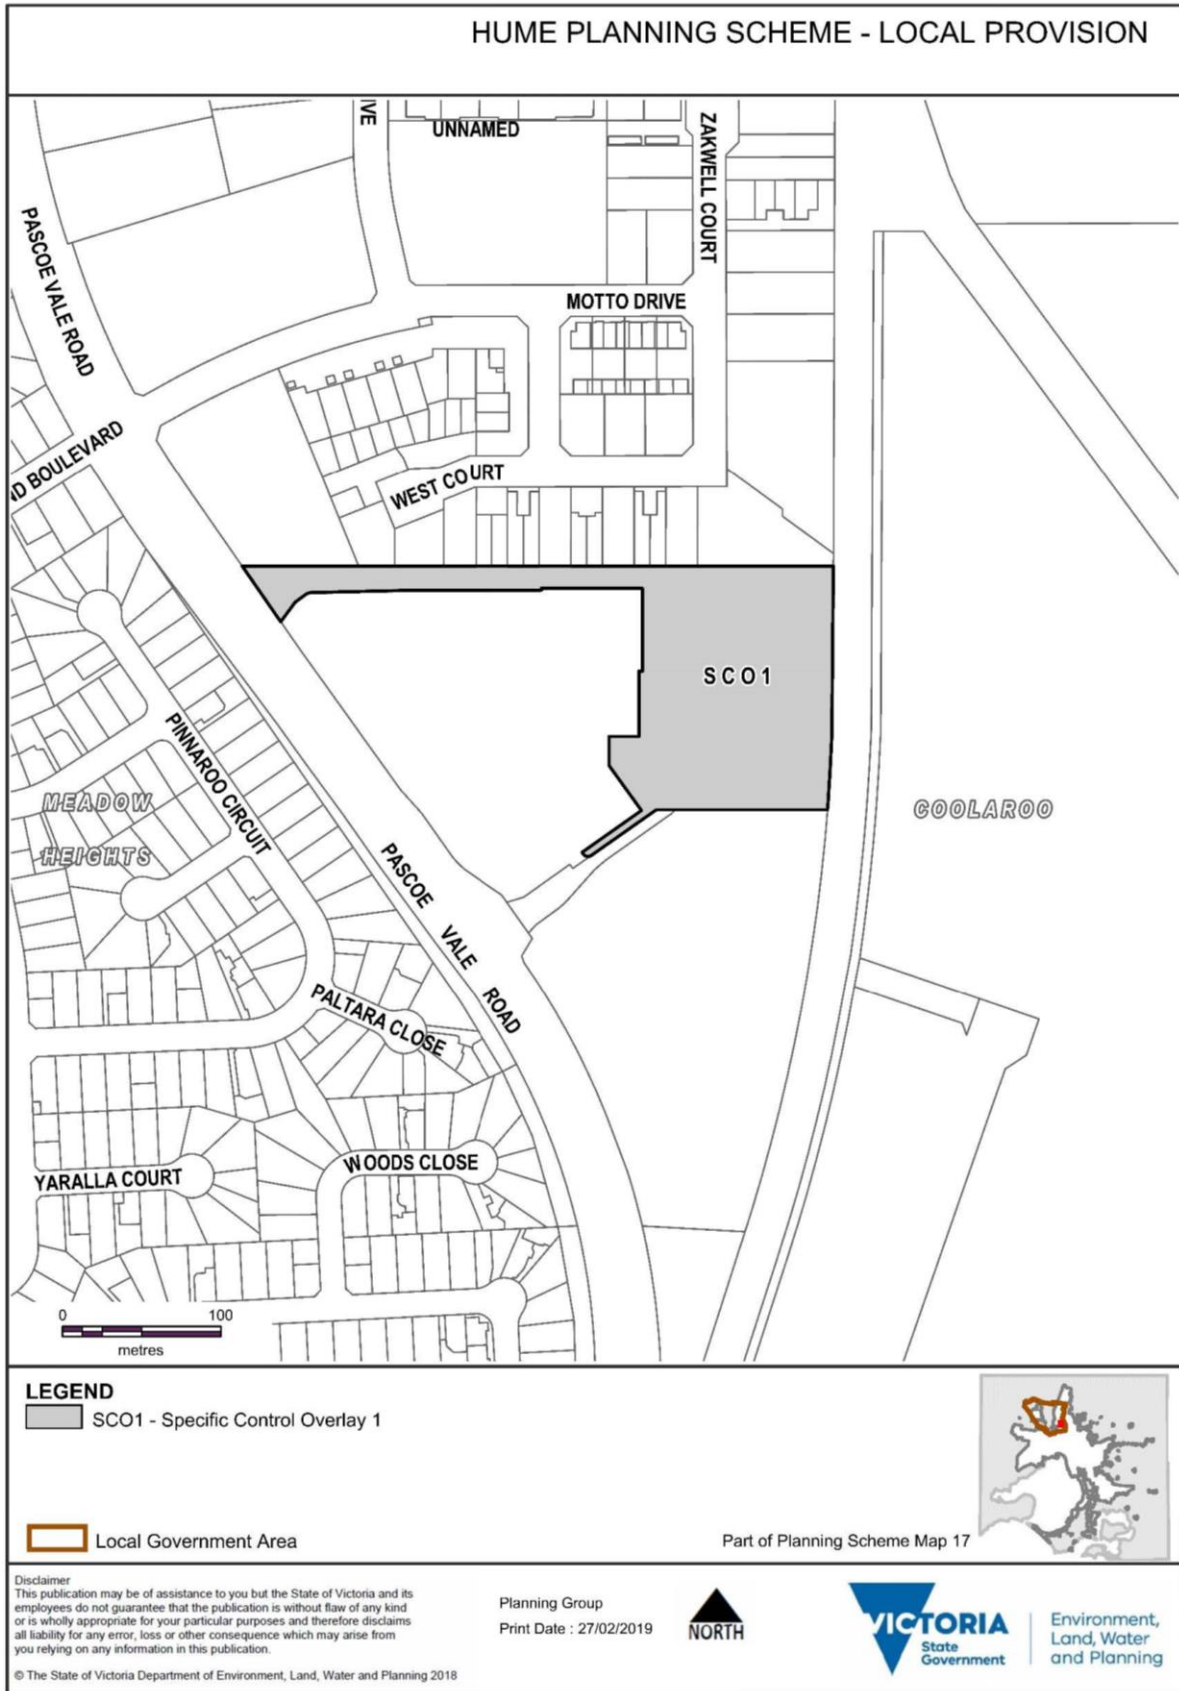 HUME PLANNING SCHEME - LOCAL PROVISION
IVE
UNNAMED
ZAKWELL COURT
PASCOE VALE ROAD
MOTTO DRIVE
ND BOULEVARD
WEST COURT
SCO1
PINNAROO CIRCUIT
MEADOW
HEIGHTS
COOLAROO
PASCOE VALE ROAD
PALTARA CLOSE
WOODS CLOSE
YARALLA COURT
0 100
metres
LEGEND
SCO1 - Specific Control Overlay 1
Local Government Area
Part of Planning Scheme Map 17
Disclaimer
This publication may be of assistance to you but the State of Victoria and its
employees do not guarantee that the publication is without flaw of any kind
or is wholly appropriate for your particular purposes and therefore disclaims
all liability for any error, loss or other consequence which may arise from
you relying on any information in this publication.
© The State of Victoria Department of Environment, Land, Water and Planning 2018
Planning Group
Print Date : 27/02/2019
NORTH
VICTORIA
State
Government
Environment,
Land, Water
and Planning